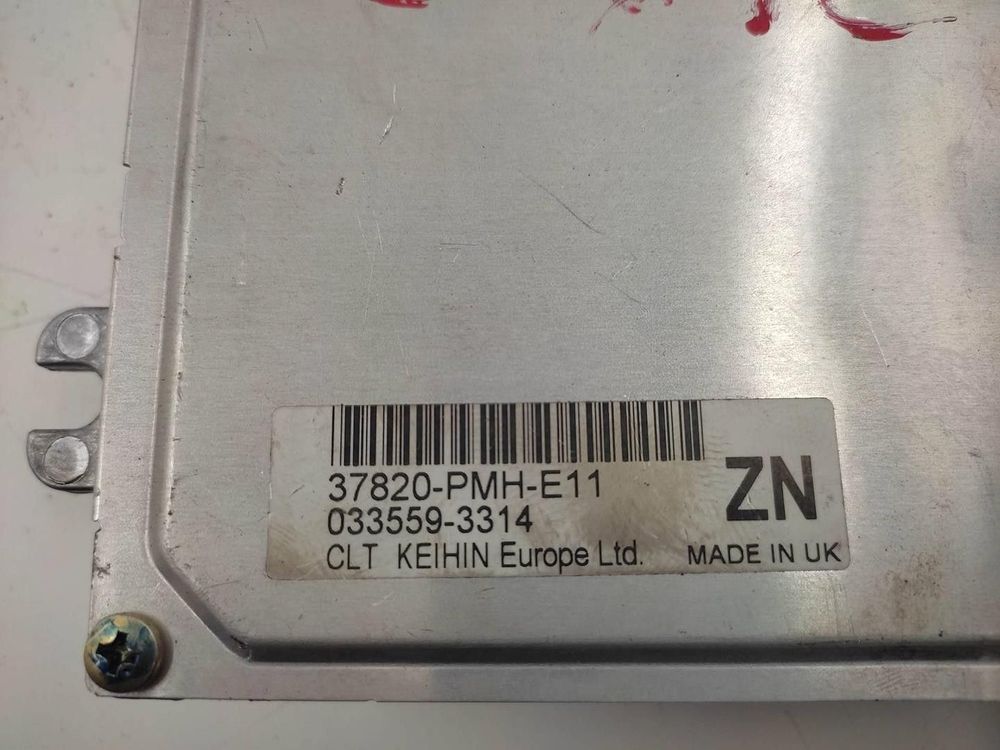 37820-PMH-E11
033559-3314
ZN
CLT KEIHIN Europe Ltd. MADE IN UK